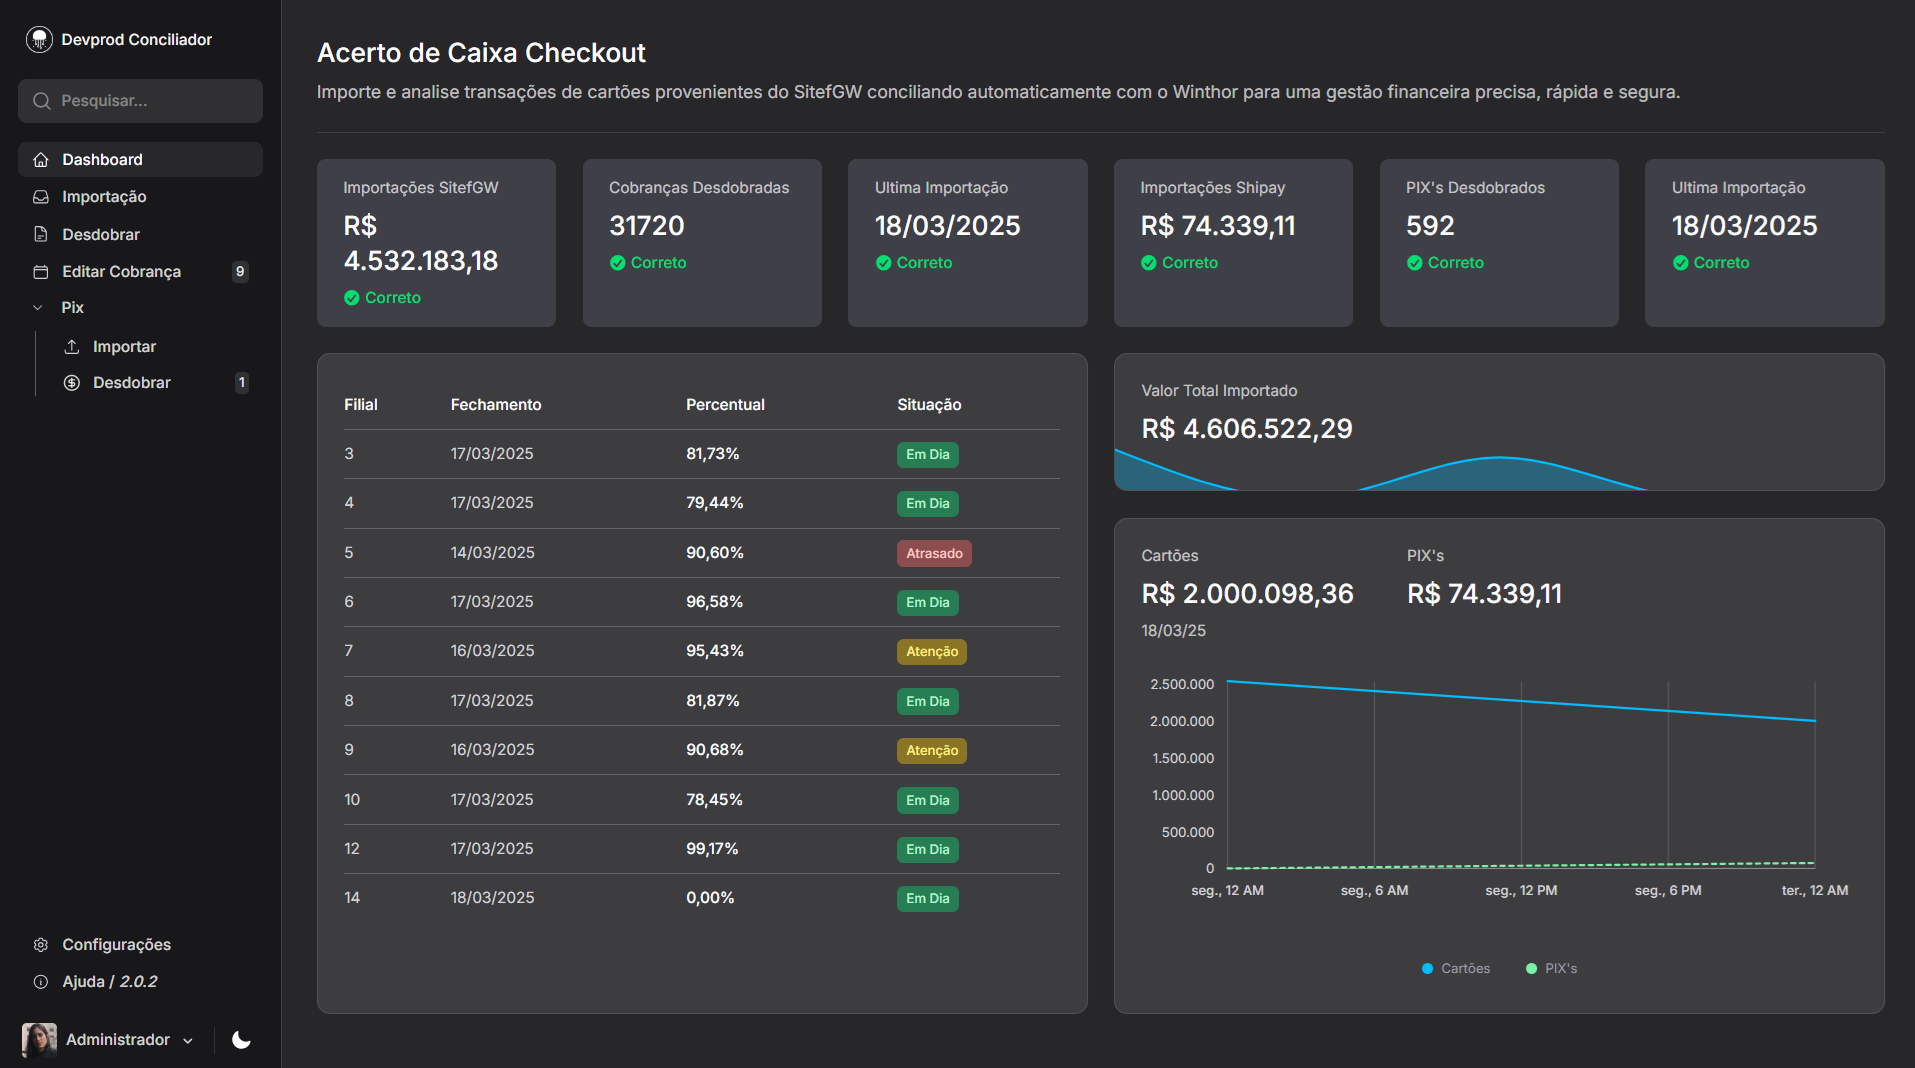 Devprod Conciliador
Pesquisar...
Dashboard
Importação
Desdobrar
Editar Cobrança 9
Pix
Importar
Desdobrar 1
Configurações
Ajuda / 2.0.2
Administrador
Acerto de Caixa Checkout
Importe e analise transações de cartões provenientes do SitefGW conciliando automaticamente com o Winthor para uma gestão financeira precisa, rápida e segura.
Importações SitefGW
R$
4.532.183,18
Correto
Cobranças Desdobradas
31720
Correto
Ultima Importação
18/03/2025
Correto
Importações Shipay
R$ 74.339,11
Correto
PIX's Desdobrados
592
Correto
Ultima Importação
18/03/2025
Correto
Filial Fechamento Percentual Situação
3 17/03/2025 81,73% Em Dia
4 17/03/2025 79,44% Em Dia
5 14/03/2025 90,60% Atrasado
6 17/03/2025 96,58% Em Dia
7 16/03/2025 95,43% Atenção
8 17/03/2025 81,87% Em Dia
9 16/03/2025 90,68% Atenção
10 17/03/2025 78,45% Em Dia
12 17/03/2025 99,17% Em Dia
14 18/03/2025 0,00% Em Dia
Valor Total Importado
R$ 4.606.522,29
Cartões PIX's
R$ 2.000.098,36 R$ 74.339,11
18/03/25
2.500.000
2.000.000
1.500.000
1.000.000
500.000
0
seg., 12 AM seg., 6 AM seg., 12 PM seg., 6 PM ter., 12 AM
Cartões PIX's